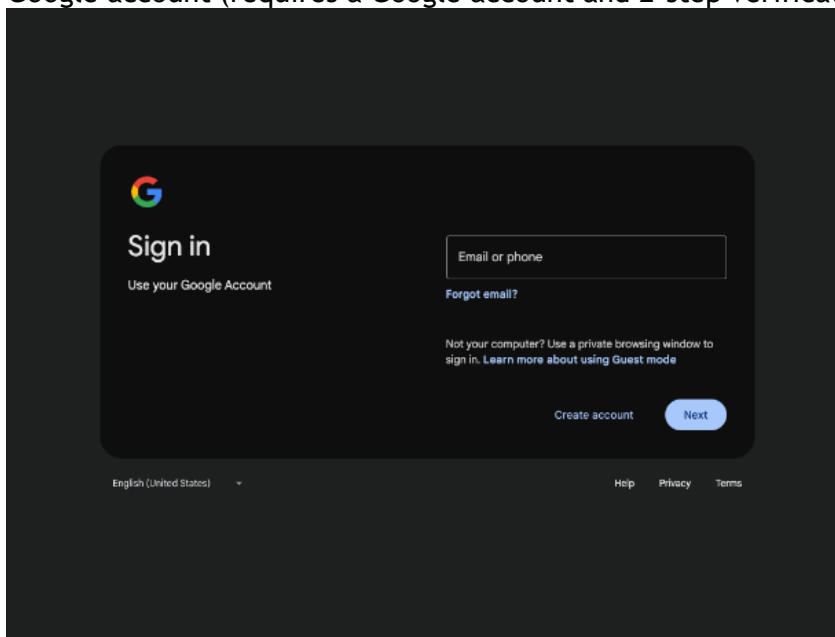 Google account (requires a Google account and 2-step
Sign in
Use your Google Account
Email or phone
Forgot email?
Not your computer? Use a private browsing window to
sign in. Learn more about using Guest mode
Create account
Next
English (United States)
Help Privacy Terms